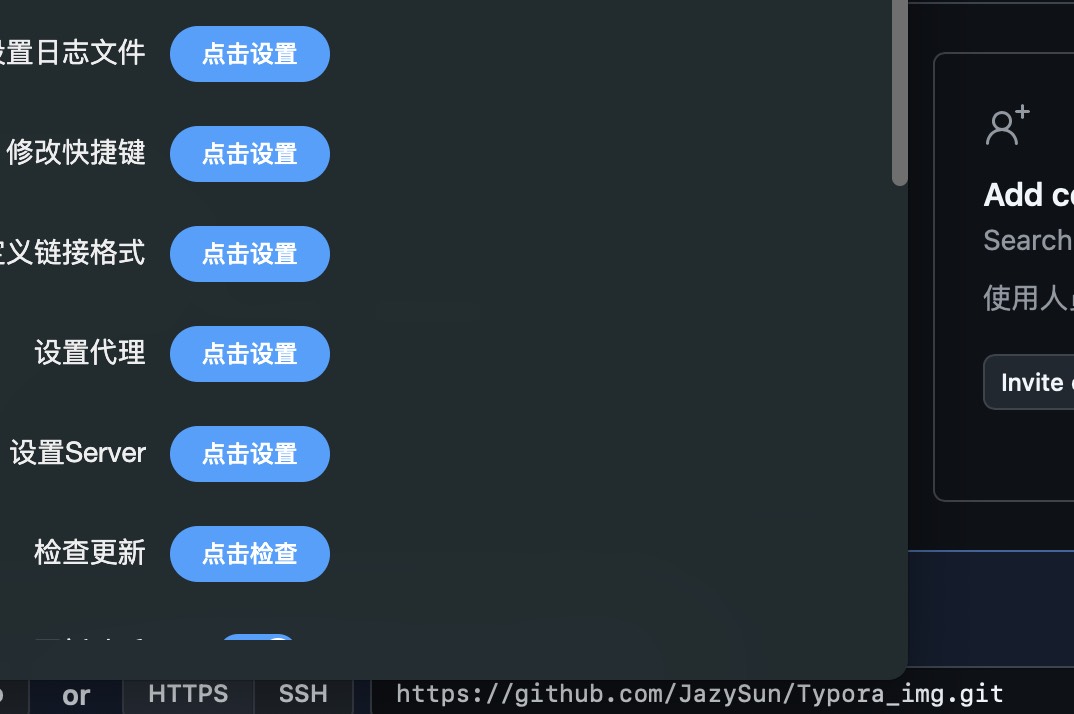 置日志文件 点击设置
修改快捷键 点击设置
义链接格式 点击设置
设置代理 点击设置
设置Server 点击设置
检查更新 点击检查
Add
Search
使用人
Invite
or HTTPS SSH https://github.com/JazySun/Typora_img.git